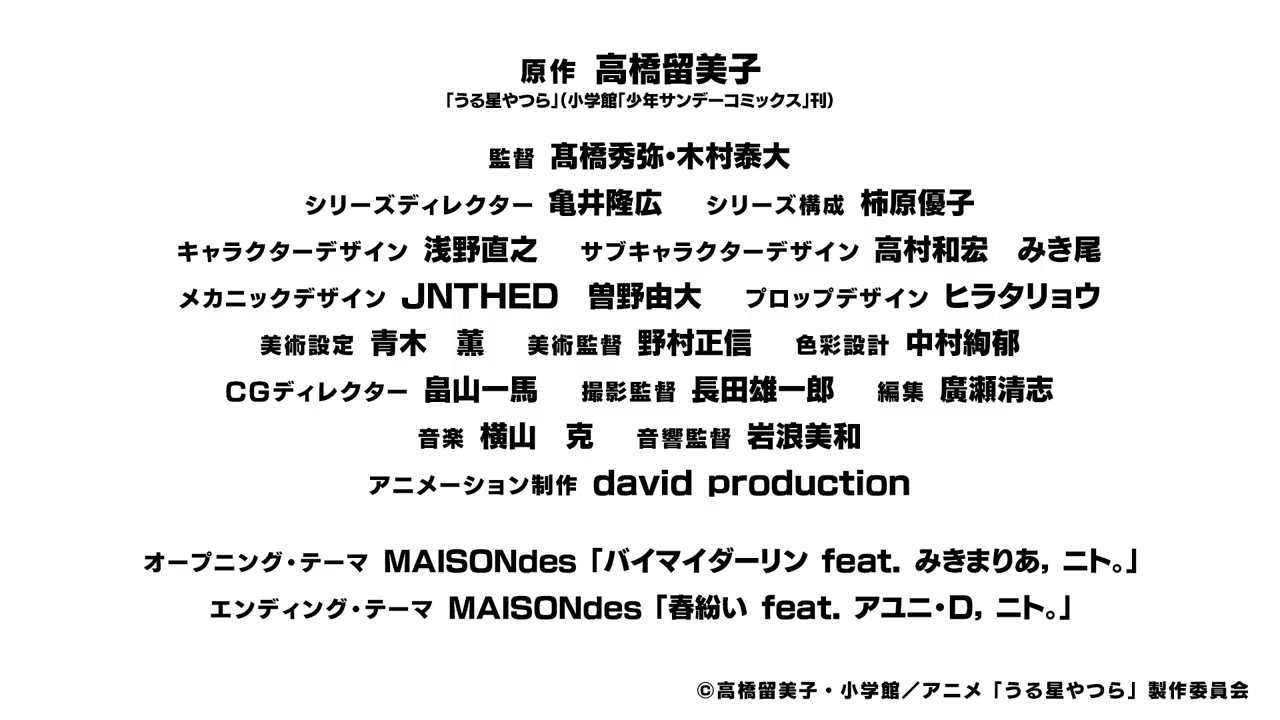 原作 高橋留美子
「うる星やつら」（小学館「少年サンデーコミックス」刊）
監督 髙橋秀弥・木村泰大
シリーズディレクター 亀井隆広 シリーズ構成 柿原優子
キャラクターデザイン 浅野直之 サブキャラクターデザイン 高村和宏 みき尾
メカニックデザイン JNTHED 曽野由大 プロップデザイン ヒラタリョウ
美術設定 青木 薫 美術監督 野村正信 色彩設計 中村絢郁
CGディレクター 畠山一馬 撮影監督 長田雄一郎 編集 廣瀬清志
音楽 横山 克 音響監督 岩浪美和
アニメーション制作 david production
オープニング・テーマ MAISONdes「バイマイダーリン feat. みきまりあ, ニト。」
エンディング・テーマ MAISONdes「春紛い feat. アユニ・D, ニト。」
©高橋留美子・小学館／アニメ「うる星やつら」製作委員会